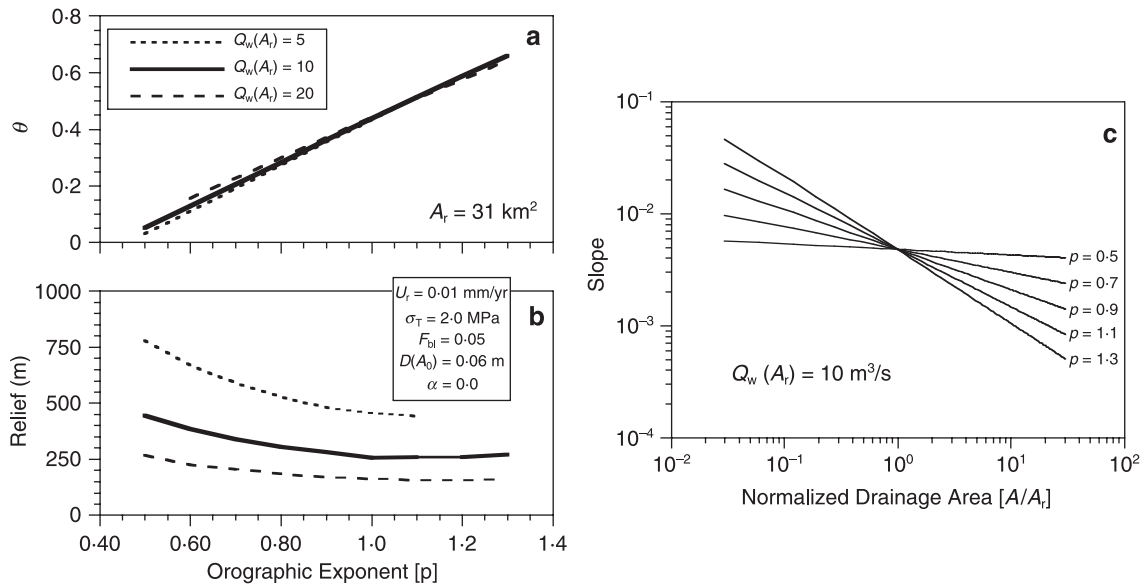 0·8
0·6
0·4
0·2
0
θ
Qw(Ar) = 5
Qw(Ar) = 10
Qw(Ar) = 20
a
Ar = 31 km²
1000
750
500
250
0
Relief (m)
Ur = 0·01 mm/yr
σT = 2·0 MPa
Fbl = 0·05
D(A0) = 0·06 m
α = 0·0
b
0·40 0·60 0·80 1·0 1·2 1·4
Orographic Exponent [p]
10⁻¹
10⁻²
10⁻³
10⁻⁴
Slope
c
p = 0·5
p = 0·7
p = 0·9
p = 1·1
p = 1·3
Qw (Ar) = 10 m³/s
10⁻² 10⁻¹ 10⁰ 10¹ 10²
Normalized Drainage Area [A/Ar]